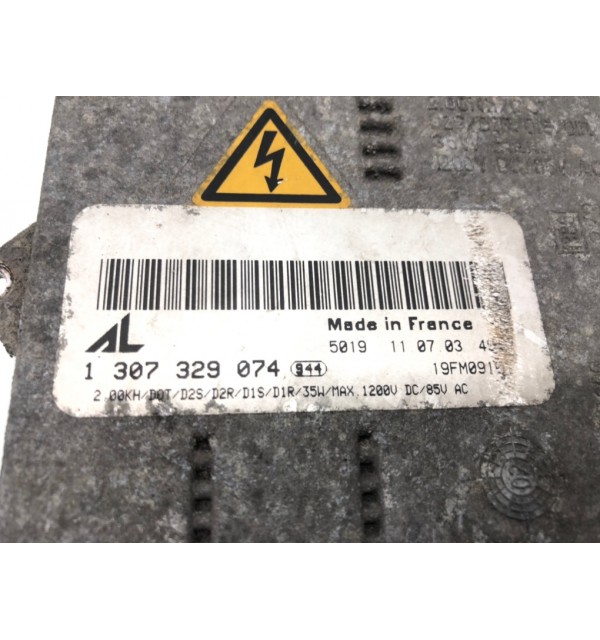 AL
Made in France
5019 11 07 03
1 307 329 074 944
2.00KH/DOT/D2S/D2R/D1S/D1R/35W/MAX.1200V DC/85V AC